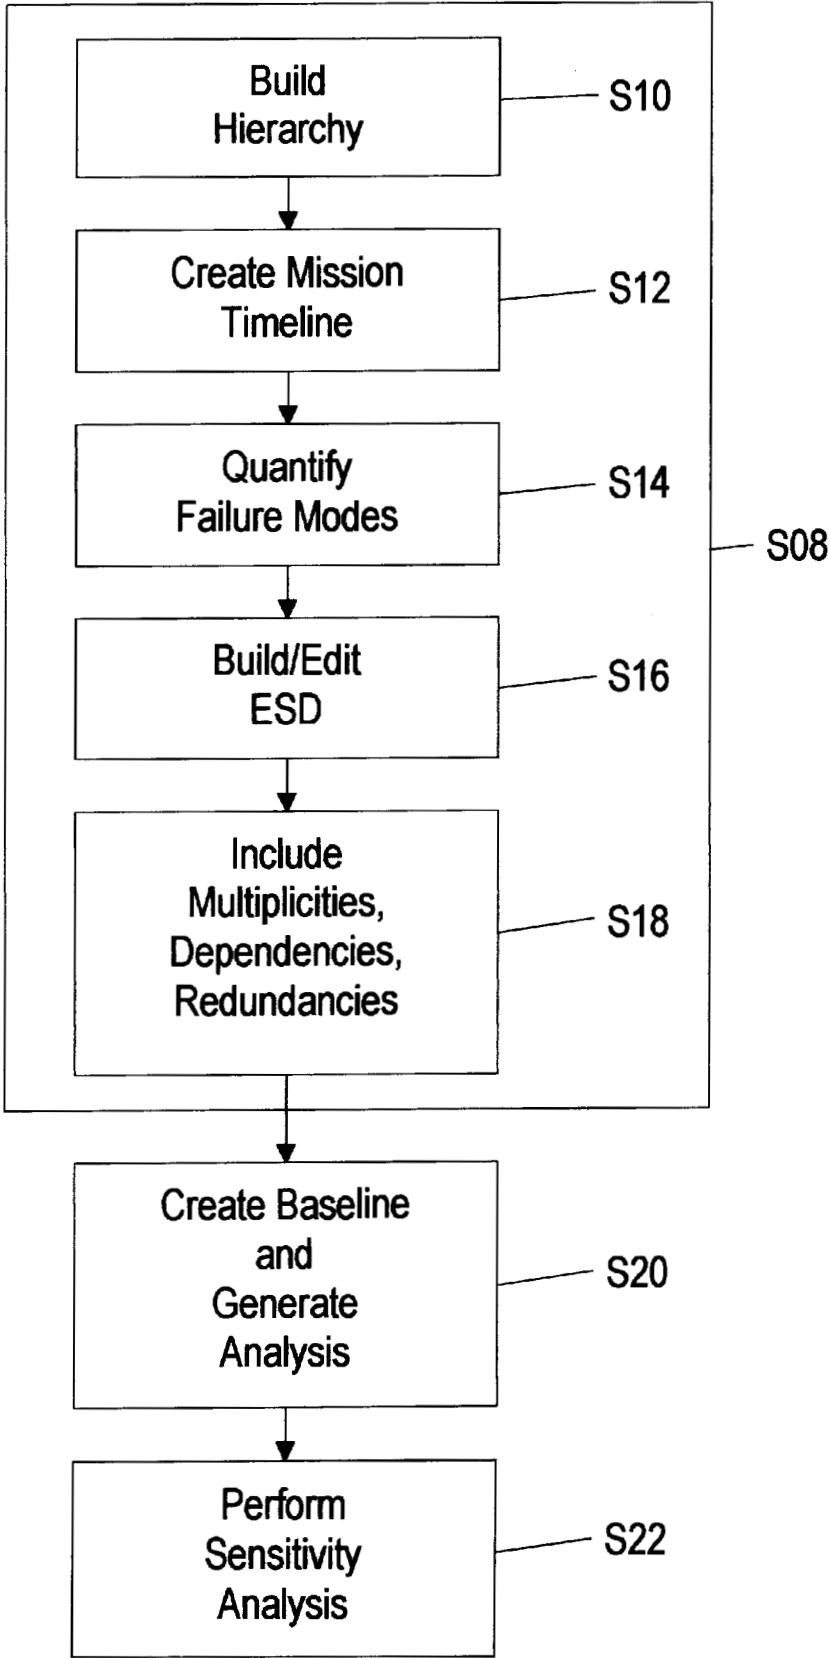 Build
Hierarchy
S10
Create Mission
Timeline
S12
Quantify
Failure Modes
S14
S08
Build/Edit
ESD
S16
Include
Multiplicities,
Dependencies,
Redundancies
S18
Create Baseline
and
Generate
Analysis
S20
Perform
Sensitivity
Analysis
S22